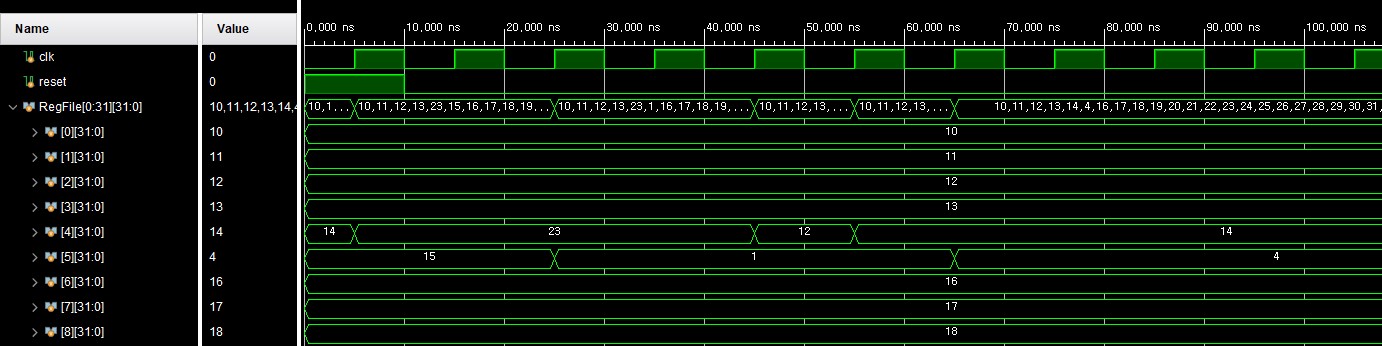 Name Value 0,000 ns 10,000 ns 20,000 ns 30,000 ns 40,000 ns 50,000 ns 60,000 ns 70,000 ns 80,000 ns 90,000 ns 100,000 ns
clk 0
reset 0
RegFile[0:31][31:0] 10,11,12,13,14,4 10,1... 10,11,12,13,23,15,16,17,18,19,... 10,11,12,13,23,1,16,17,18,19,... 10,11,12,13,... 10,11,12,13,... 10,11,12,13,14,4,16,17,18,19,20,21,22,23,24,25,26,27,28,29,30,31,
[0][31:0] 10 10
[1][31:0] 11 11
[2][31:0] 12 12
[3][31:0] 13 13
[4][31:0] 14 14 23 12 14
[5][31:0] 4 15 1 4
[6][31:0] 16 16
[7][31:0] 17 17
[8][31:0] 18 18